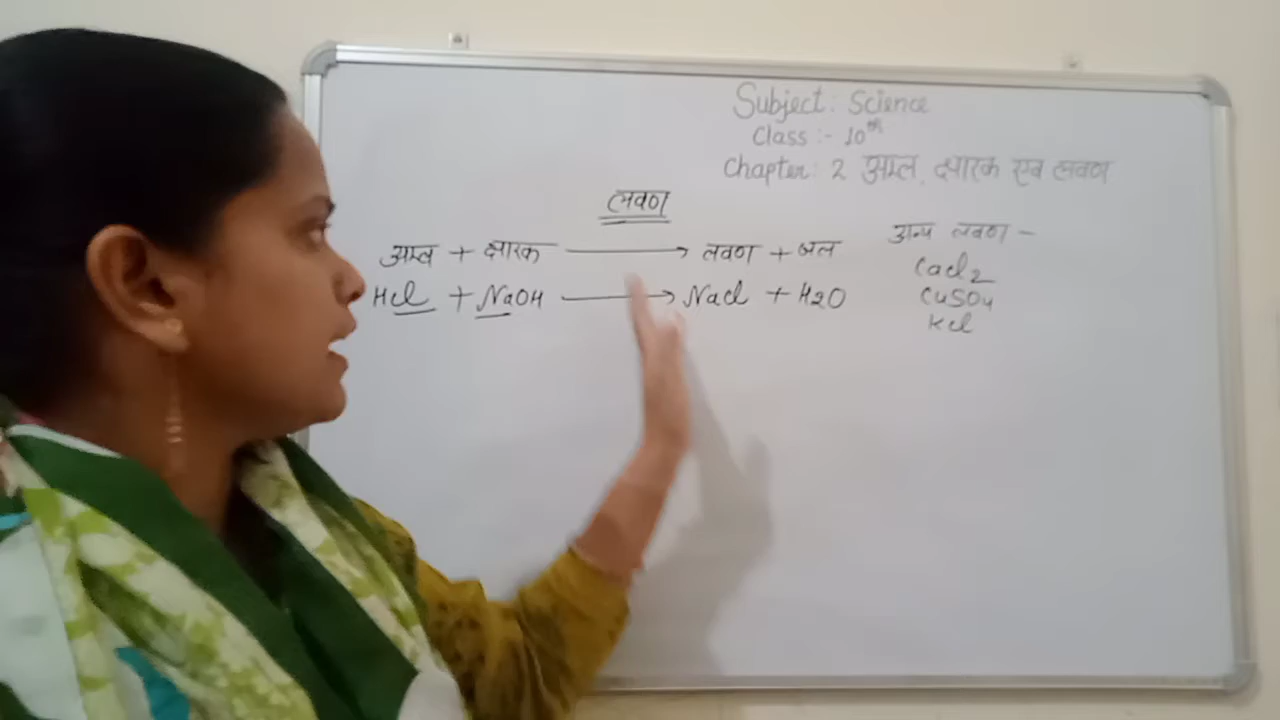 Subject: Science
Class :- 10th
Chapter: 2 अम्ल, क्षारक एव लवण
लवण
अम्ल + क्षारक ⟶ लवण + जल
HCl + NaOH ⟶ NaCl + H2O
अन्य लवण -
CaCl2
CuSO4
KCl